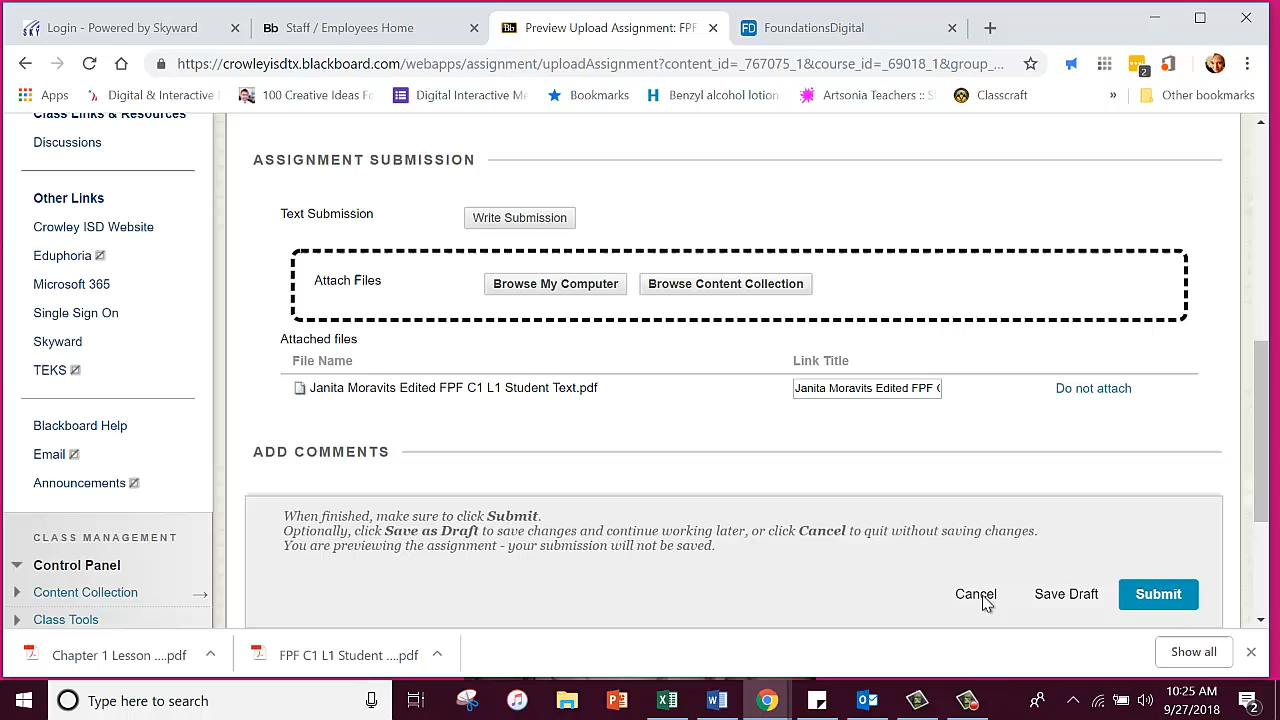 Login - Powered by Skyward
Staff / Employees Home
Preview Upload Assignment: FPF
FoundationsDigital
https://crowleyisdtx.blackboard.com/webapps/assignment/uploadAssignment?content_id=_767075_1&course_id=_69018_1&group_...
Apps
Digital & Interactive
100 Creative Ideas Fo
Digital Interactive Me
Bookmarks
Benzyl alcohol lotion
Artsonia Teachers :: S
Classcraft
»
Other bookmarks
Class Links & Resources
Discussions
Other Links
Crowley ISD Website
Eduphoria
Microsoft 365
Single Sign On
Skyward
TEKS
Blackboard Help
Email
Announcements
CLASS MANAGEMENT
Control Panel
Content Collection
Class Tools
ASSIGNMENT SUBMISSION
Text Submission
Write Submission
Attach Files
Browse My Computer
Browse Content Collection
Attached files
File Name
Link Title
Janita Moravits Edited FPF C1 L1 Student Text.pdf
Janita Moravits Edited FPF C
Do not attach
ADD COMMENTS
When finished, make sure to click Submit.
Optionally, click Save as Draft to save changes and continue working later, or click Cancel to quit without saving changes.
You are previewing the assignment - your submission will not be saved.
Cancel
Save Draft
Submit
Chapter 1 Lesson ....pdf
FPF C1 L1 Student ....pdf
Show all
Type here to search
10:25 AM
9/27/2018